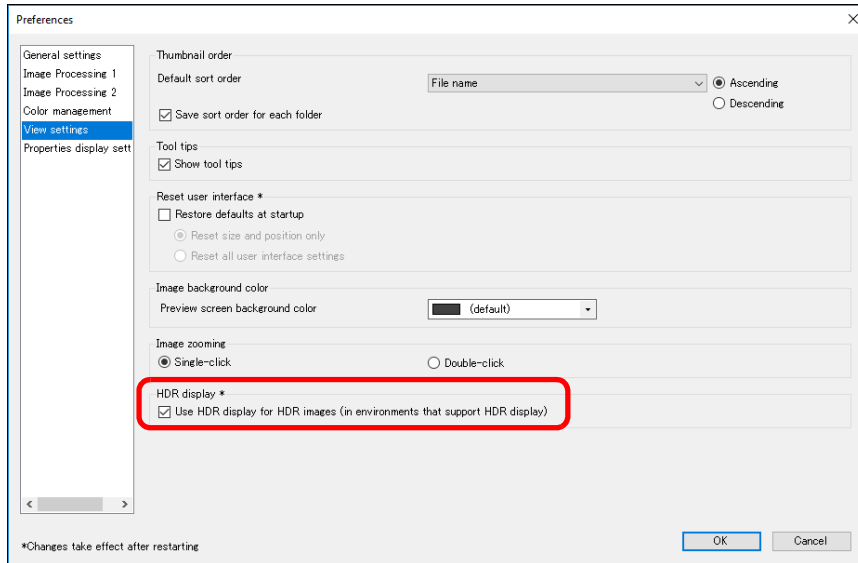 Preferences
General settings
Image Processing 1
Image Processing 2
Color management
View settings
Properties display sett
Thumbnail order
Default sort order
File name
Ascending
Descending
Save sort order for each folder
Tool tips
Show tool tips
Reset user interface *
Restore defaults at startup
Reset size and position only
Reset all user interface settings
Image background color
Preview screen background color
(default)
Image zooming
Single-click
Double-click
HDR display *
Use HDR display for HDR images (in environments that support HDR display)
*Changes take effect after restarting
OK
Cancel